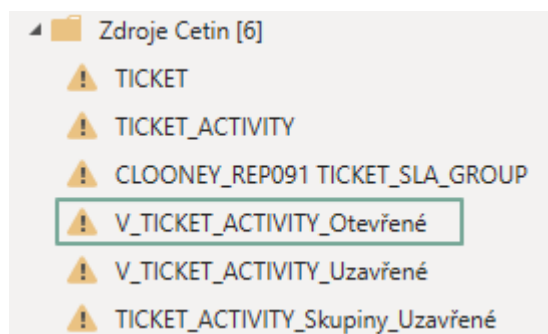 Zdroje Cetin [6]
TICKET
TICKET_ACTIVITY
CLOONEY_REP091 TICKET_SLA_GROUP
V_TICKET_ACTIVITY_Otevřené
V_TICKET_ACTIVITY_Uzavřené
TICKET_ACTIVITY_Skupiny_Uzavřené